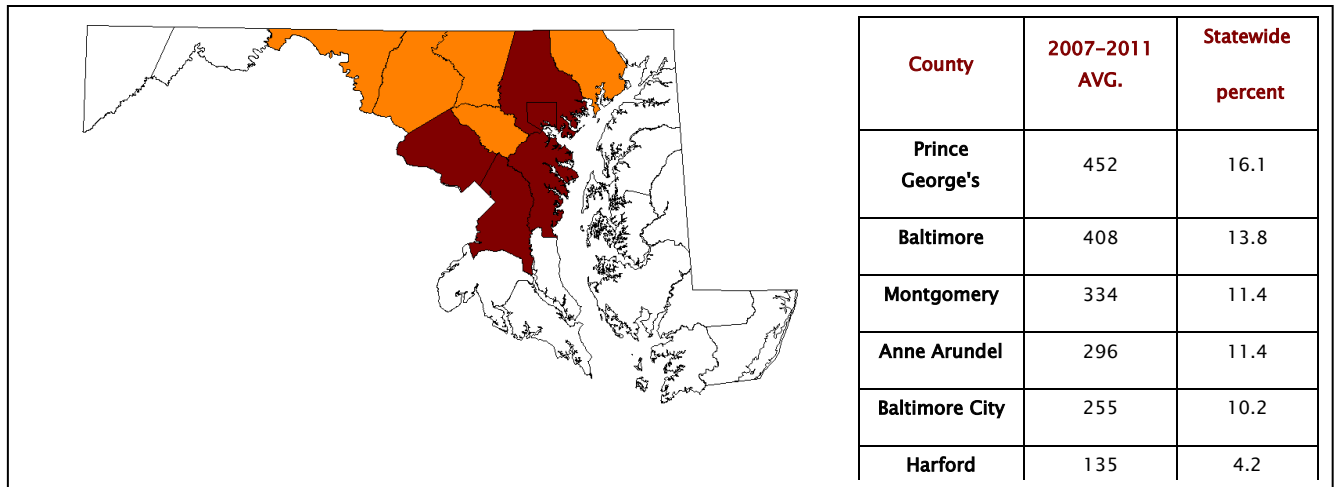 County 2007-2011 AVG. Statewide percent
Prince George's 452 16.1
Baltimore 408 13.8
Montgomery 334 11.4
Anne Arundel 296 11.4
Baltimore City 255 10.2
Harford 135 4.2